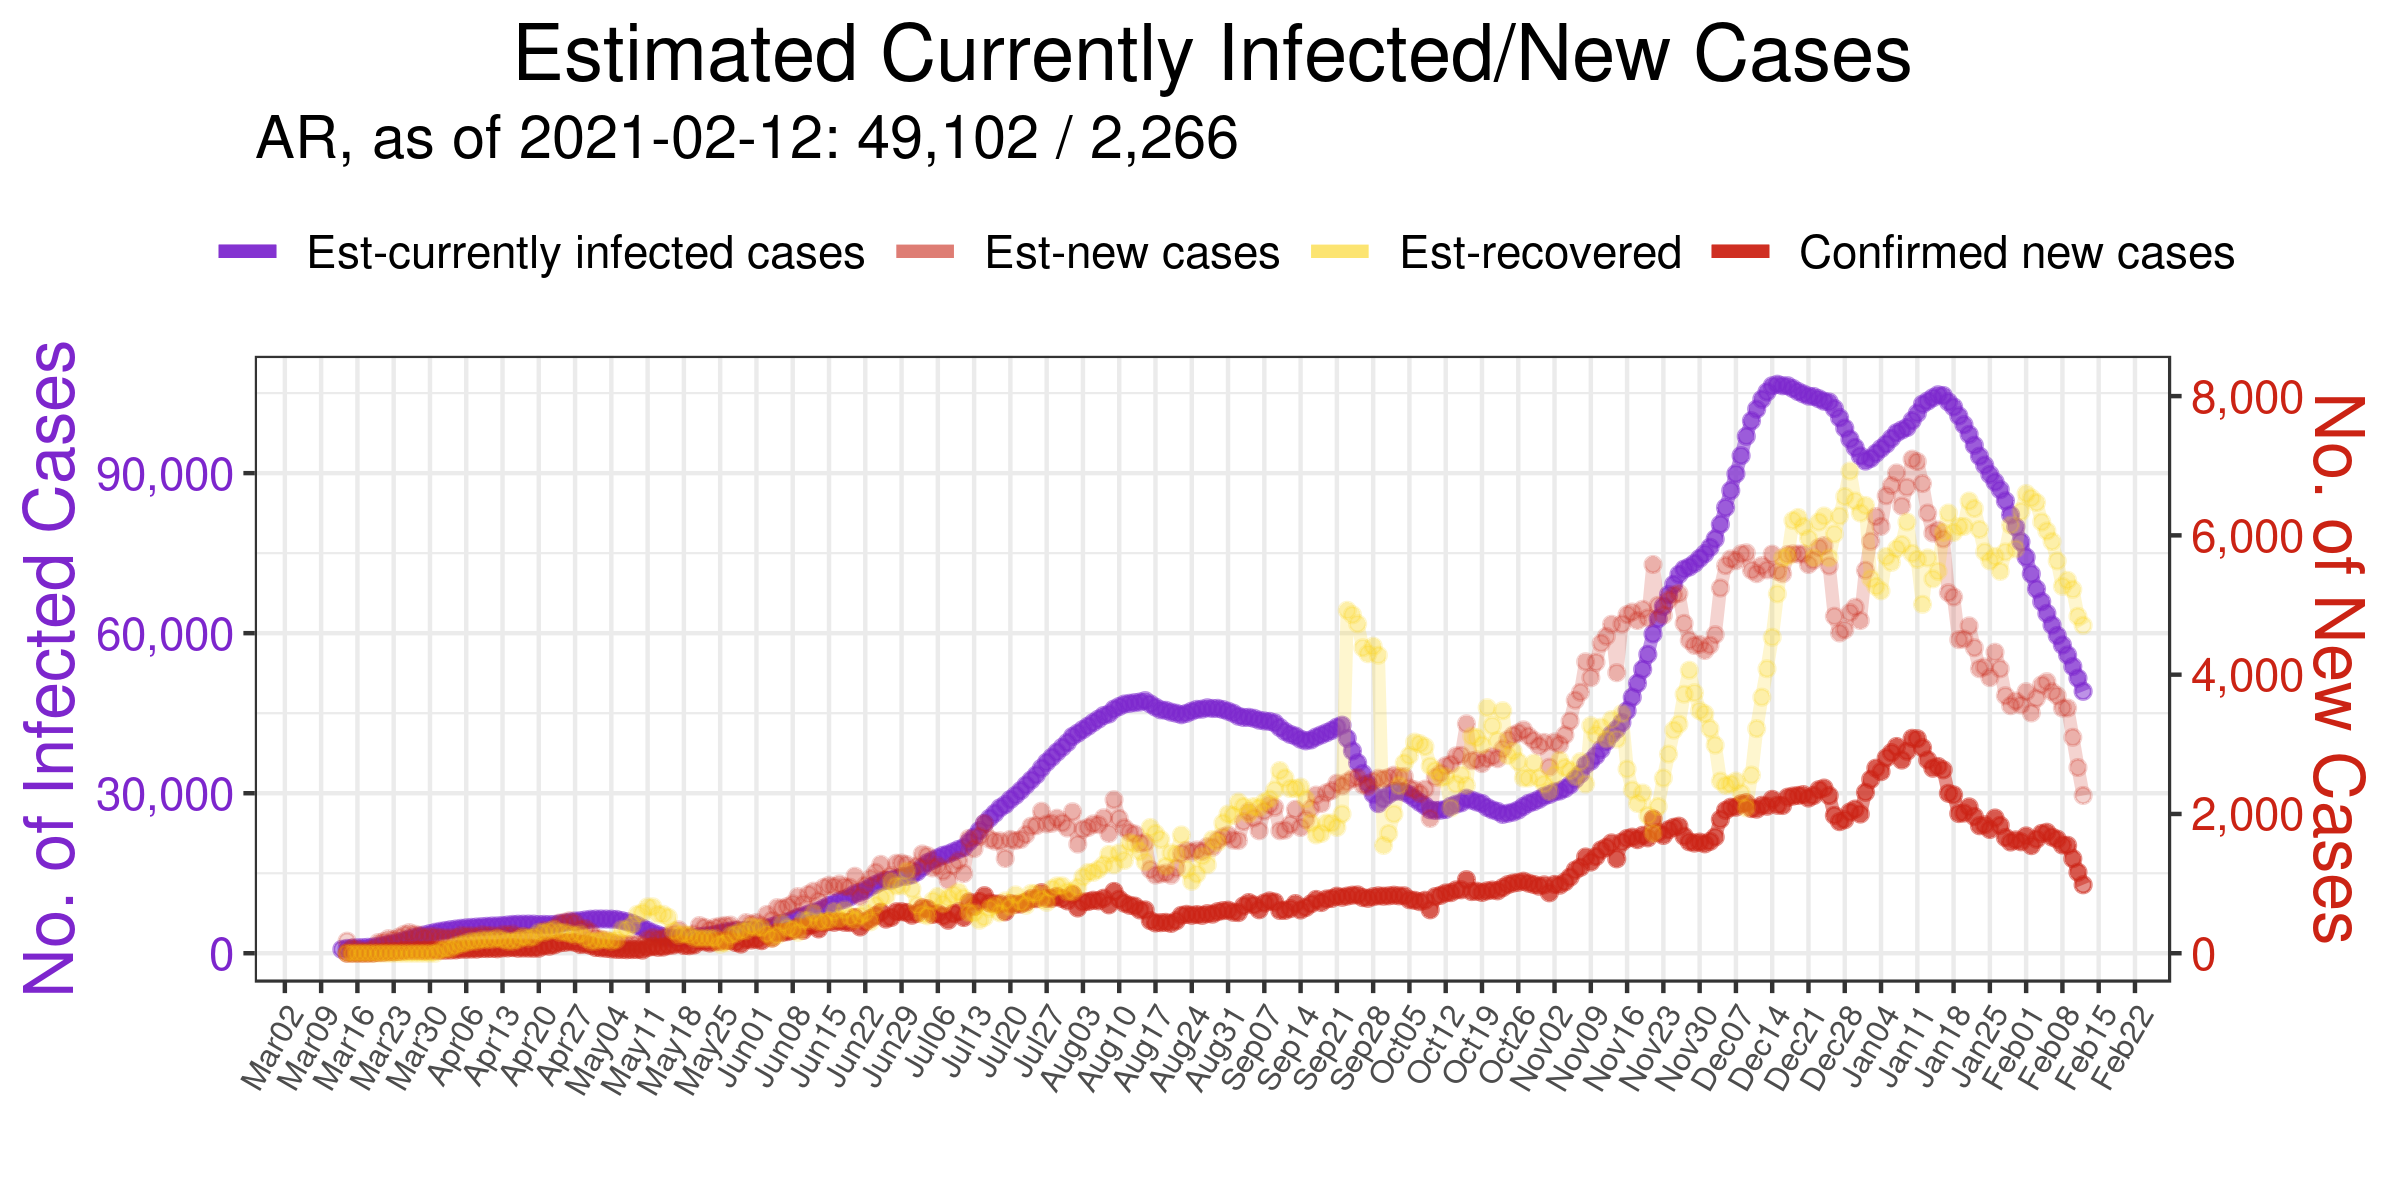 Estimated Currently Infected/New Cases
AR, as of 2021-02-12: 49,102 / 2,266
Est-currently infected cases Est-new cases Est-recovered Confirmed new cases
No. of Infected Cases
90,000
60,000
30,000
0
8,000
6,000
4,000
2,000
0
No. of New Cases
Mar02 Mar09 Mar16 Mar23 Mar30 Apr06 Apr13 Apr20 Apr27 May04 May11 May18 May25 Jun01 Jun08 Jun15 Jun22 Jun29 Jul06 Jul13 Jul20 Jul27 Aug03 Aug10 Aug17 Aug24 Aug31 Sep07 Sep14 Sep21 Sep28 Oct05 Oct12 Oct19 Oct26 Nov02 Nov09 Nov16 Nov23 Nov30 Dec07 Dec14 Dec21 Dec28 Jan04 Jan11 Jan18 Jan25 Feb01 Feb08 Feb15 Feb22